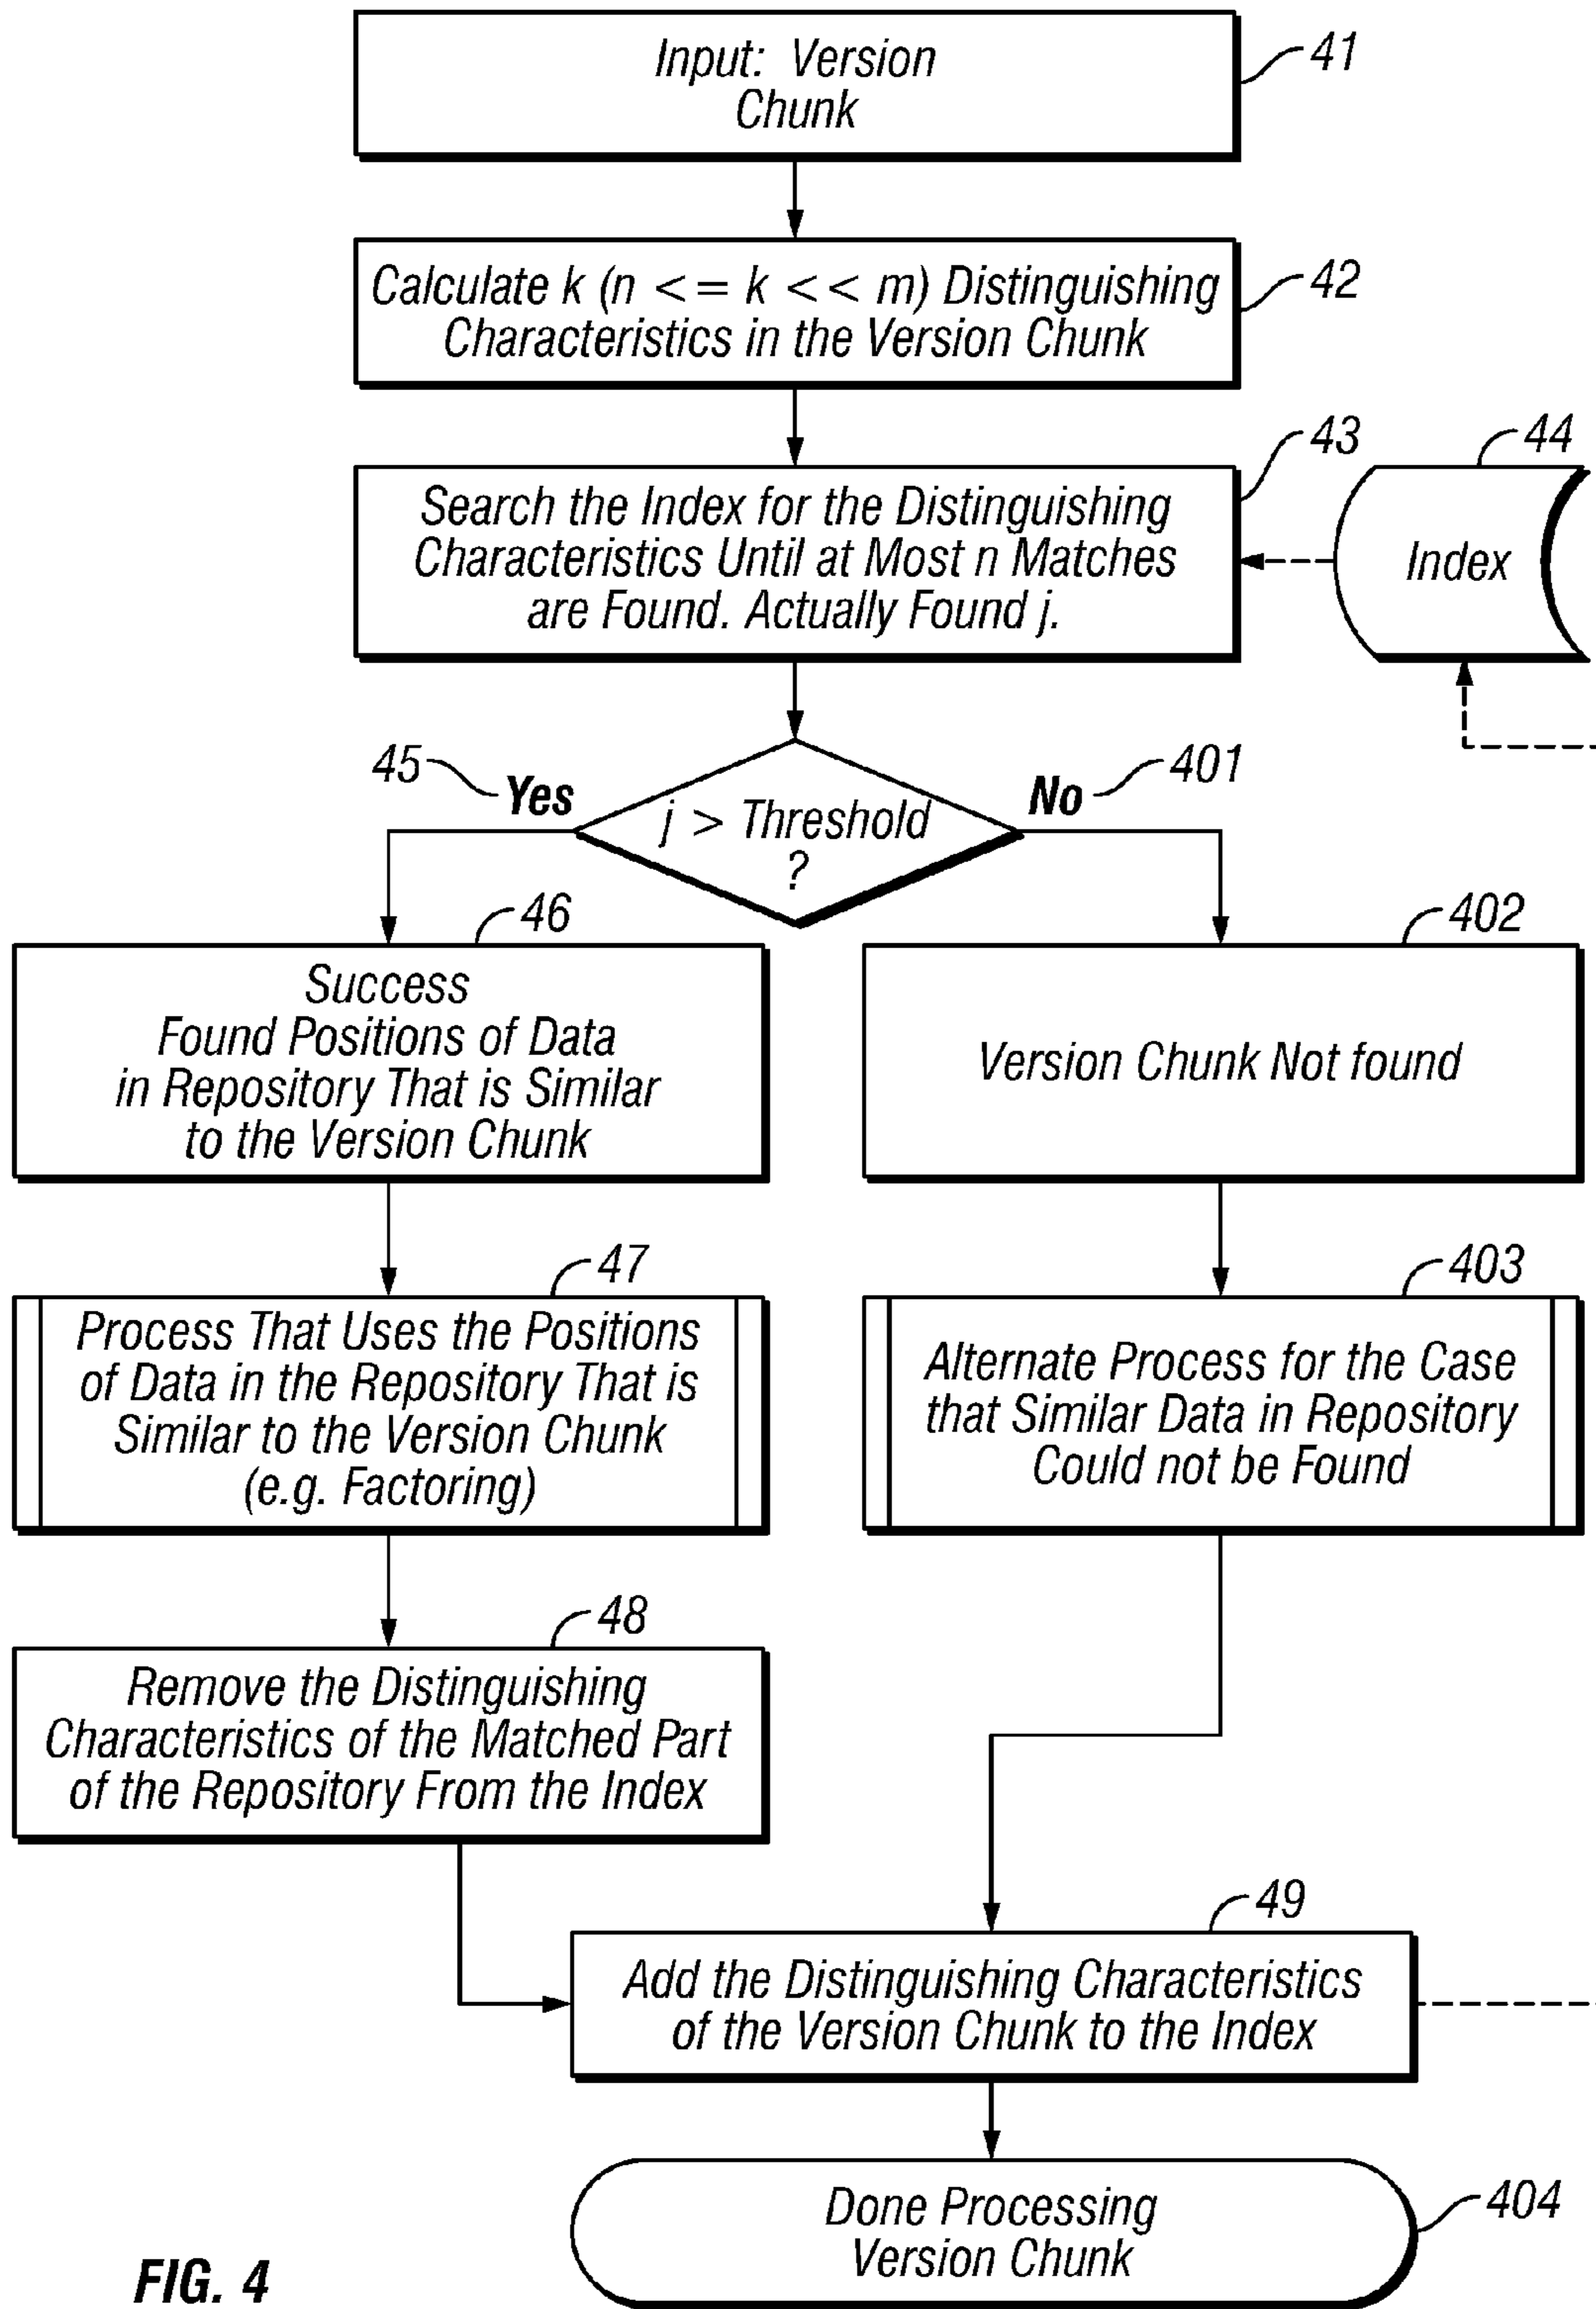 Input: Version
Chunk
41
Calculate k (n <= k << m) Distinguishing
Characteristics in the Version Chunk
42
Search the Index for the Distinguishing
Characteristics Until at Most n Matches
are Found. Actually Found j.
43
Index
44
j > Threshold
?
45
Yes
No
401
46
Success
Found Positions of Data
in Repository That is Similar
to the Version Chunk
402
Version Chunk Not found
47
Process That Uses the Positions
of Data in the Repository That is
Similar to the Version Chunk
(e.g. Factoring)
403
Alternate Process for the Case
that Similar Data in Repository
Could not be Found
48
Remove the Distinguishing
Characteristics of the Matched Part
of the Repository From the Index
49
Add the Distinguishing Characteristics
of the Version Chunk to the Index
Done Processing
Version Chunk
404
FIG. 4